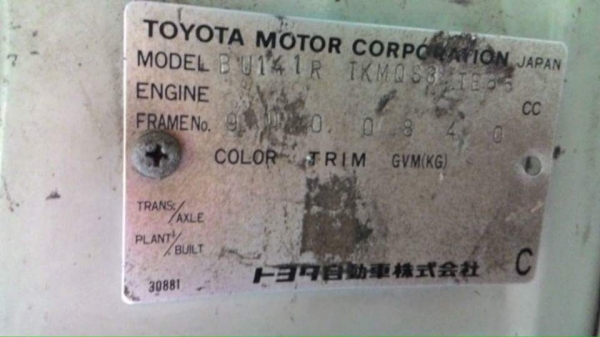 TOYOTA MOTOR CORPORATION JAPAN
MODEL BU141R
ENGINE CC
FRAME No.
COLOR TRIM GVM(KG)
TRANS/AXLE
PLANT/BUILT
トヨタ自動車株式会社 C
30881